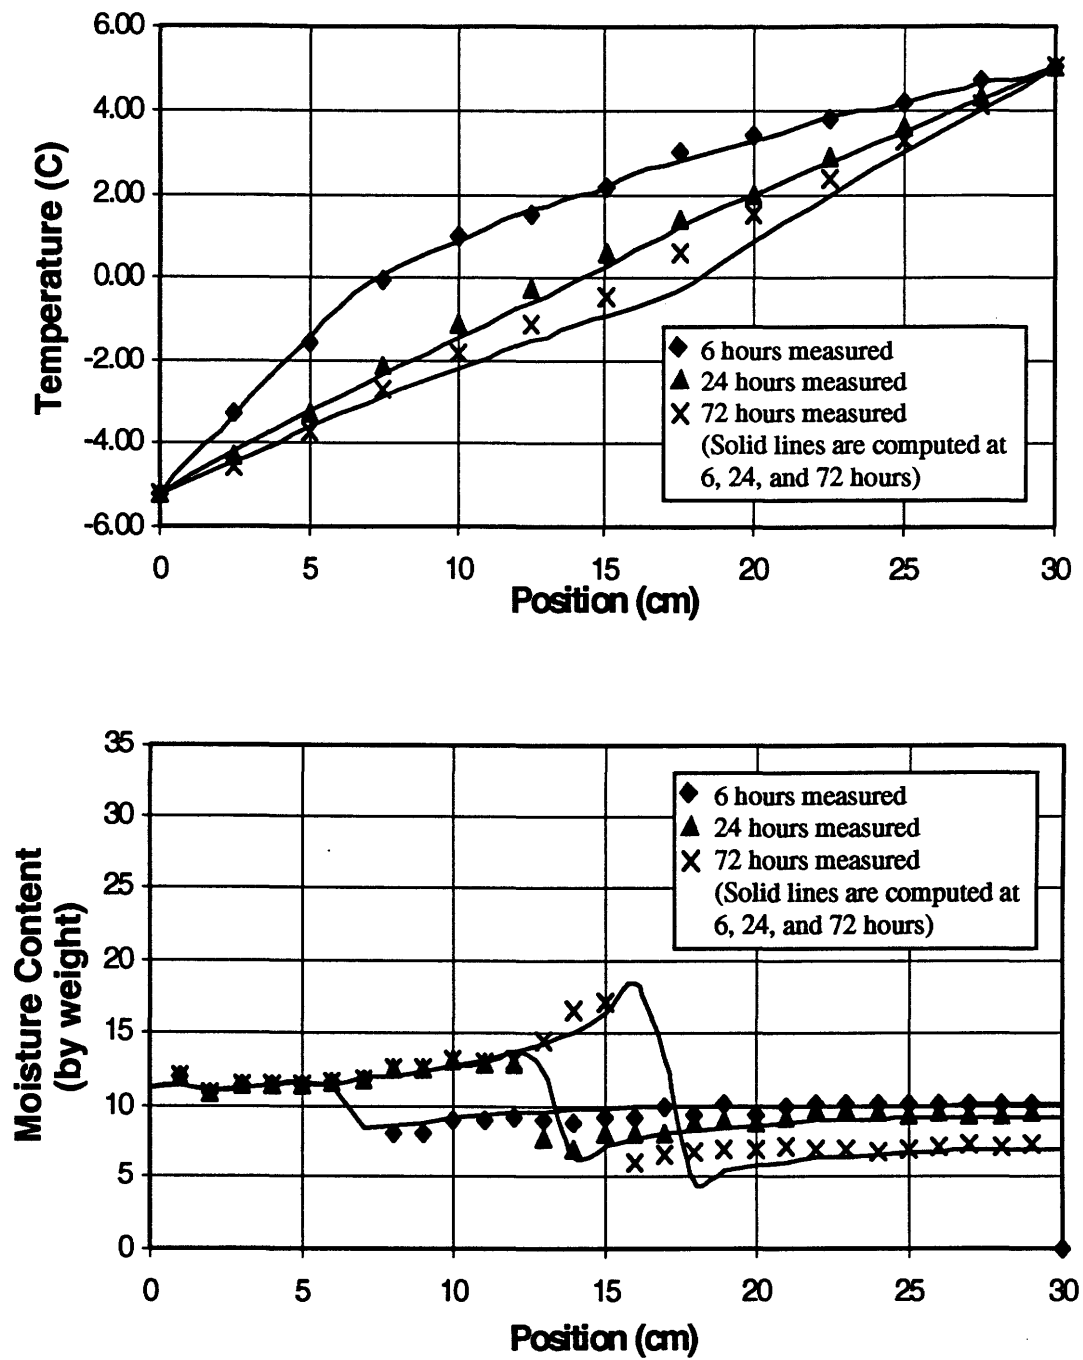 6.00
4.00
2.00
0.00
-2.00
-4.00
-6.00
Temperature (C)
6 hours measured
24 hours measured
72 hours measured
(Solid lines are computed at
6, 24, and 72 hours)
0 5 10 15 20 25 30
Position (cm)
35
30
25
20
15
10
5
0
Moisture Content
(by weight)
6 hours measured
24 hours measured
72 hours measured
(Solid lines are computed at
6, 24, and 72 hours)
0 5 10 15 20 25 30
Position (cm)